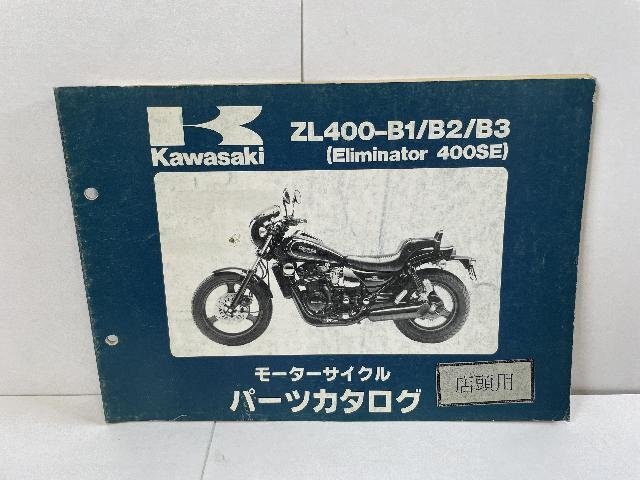 Kawasaki
ZL400-B1/B2/B3
(Eliminator 400SE)
モーターサイクル
パーツカタログ
店頭用